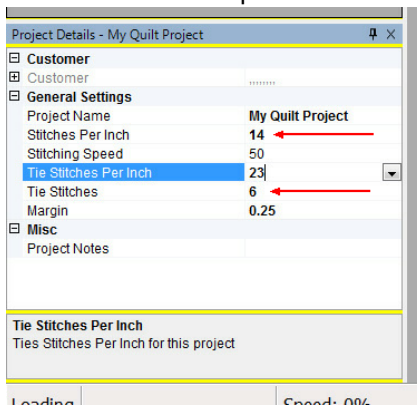 Project Details - My Quilt Project
Customer
Customer ,,,,,,,,
General Settings
Project Name My Quilt Project
Stitches Per Inch 14
Stitching Speed 50
Tie Stitches Per Inch 23
Tie Stitches 6
Margin 0.25
Misc
Project Notes
Tie Stitches Per Inch
Ties Stitches Per Inch for this project
Loading Speed: 0%